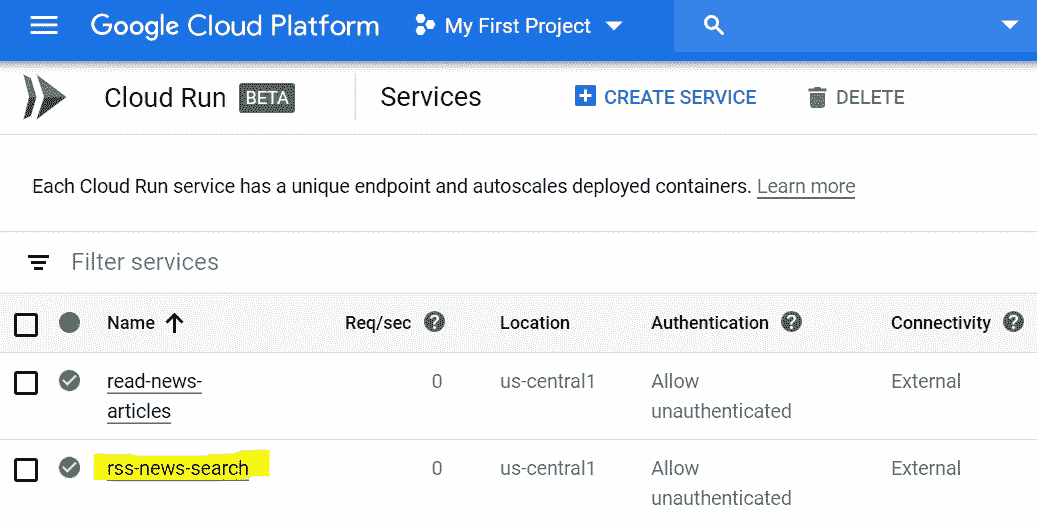 Google Cloud Platform My First Project
Cloud Run BETA Services CREATE SERVICE DELETE
Each Cloud Run service has a unique endpoint and autoscales deployed containers. Learn more
Filter services
Name Req/sec Location Authentication Connectivity
read-news- 0 us-central1 Allow External
articles unauthenticated
rss-news-search 0 us-central1 Allow External
unauthenticated